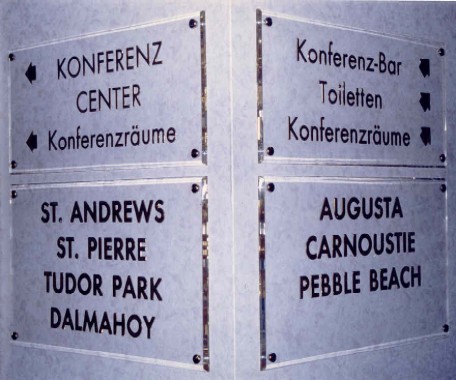 KONFERENZ
CENTER
Konferenzräume
ST. ANDREWS
ST. PIERRE
TUDOR PARK
DALMAHOY
Konferenz-Bar
Toiletten
Konferenzräume
AUGUSTA
CARNOUSTIE
PEBBLE BEACH